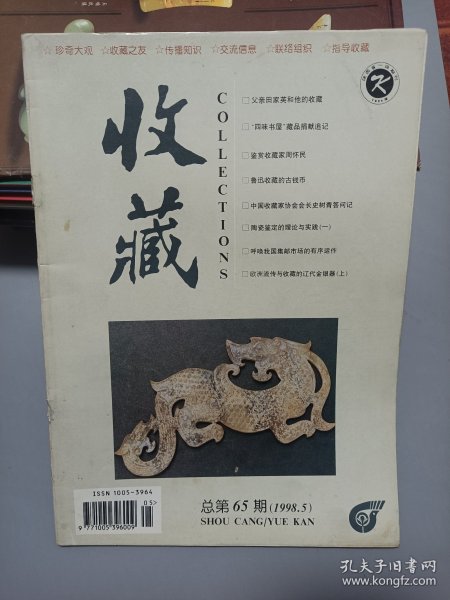 ☆珍奇大观 ☆收藏之友 ☆传播知识 ☆交流信息 ☆联络组织 ☆指导收藏
收藏
COLLECTIONS
□父亲田家英和他的收藏
□“四味书屋”藏品捐献追记
□鉴赏收藏家周怀民
□鲁迅收藏的古钱币
□中国收藏家协会会长史树青答问记
□陶瓷鉴定的理论与实践(一)
□呼唤我国集邮市场的有序运作
□欧洲流传与收藏的辽代金银器(上)
ISSN 1005-3964
05>
9 771005 396009
总第 65 期(1998.5)
SHOU CANG/YUE KAN
孔夫子旧书网
www.kongfz.com